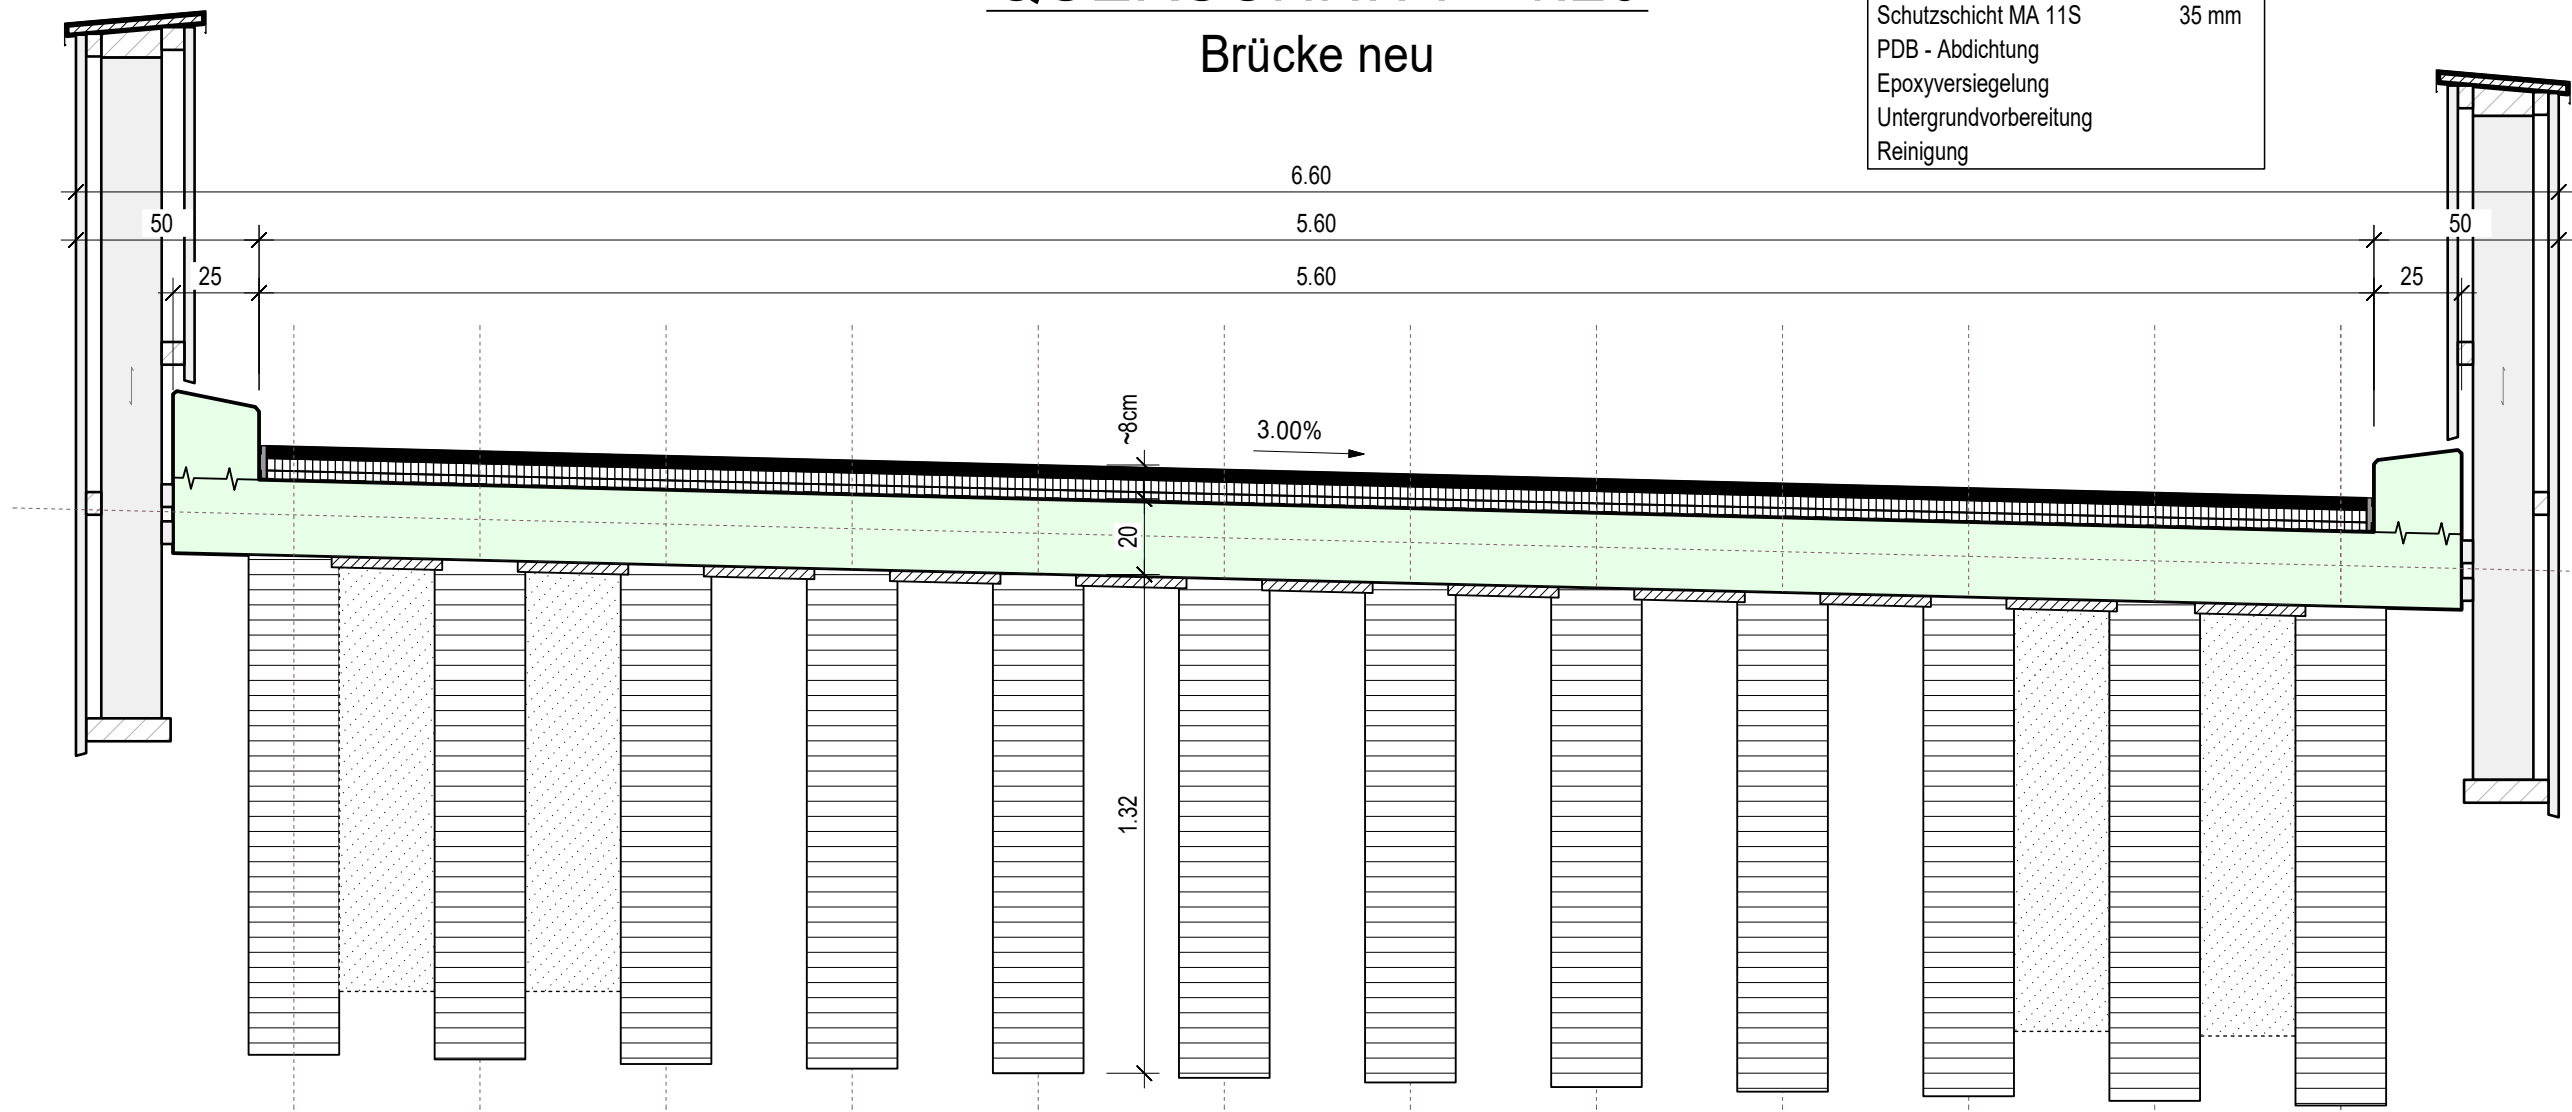 Brücke neu
Schutzschicht MA 11S 35 mm
PDB - Abdichtung
Epoxyversiegelung
Untergrundvorbereitung
Reinigung
6.60
50 5.60 50
25 5.60 25
~8cm
3.00%
20
1.32